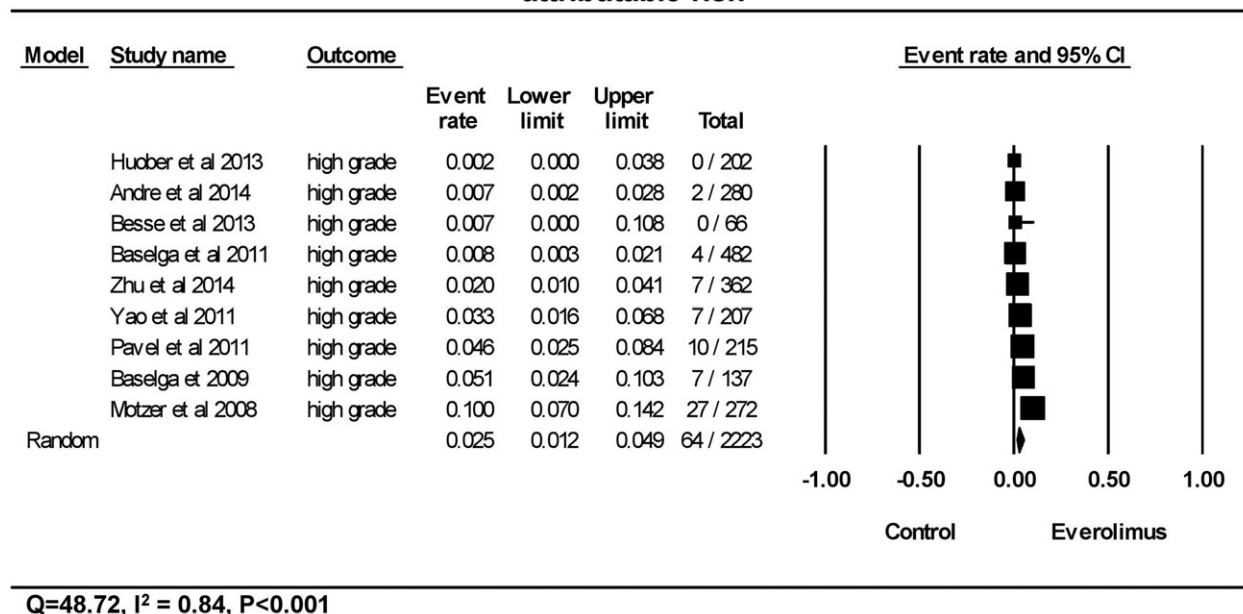 Model Study name Outcome Event rate and 95% CI
Event Lower Upper
rate limit limit Total
Huober et al 2013 high grade 0.002 0.000 0.038 0 / 202
Andre et al 2014 high grade 0.007 0.002 0.028 2 / 280
Besse et al 2013 high grade 0.007 0.000 0.108 0 / 66
Baselga et al 2011 high grade 0.008 0.003 0.021 4 / 482
Zhu et al 2014 high grade 0.020 0.010 0.041 7 / 362
Yao et al 2011 high grade 0.033 0.016 0.068 7 / 207
Pavel et al 2011 high grade 0.046 0.025 0.084 10 / 215
Baselga et 2009 high grade 0.051 0.024 0.103 7 / 137
Motzer et al 2008 high grade 0.100 0.070 0.142 27 / 272
Random 0.025 0.012 0.049 64 / 2223
-1.00 -0.50 0.00 0.50 1.00
Control Everolimus
Q=48.72, I² = 0.84, P<0.001